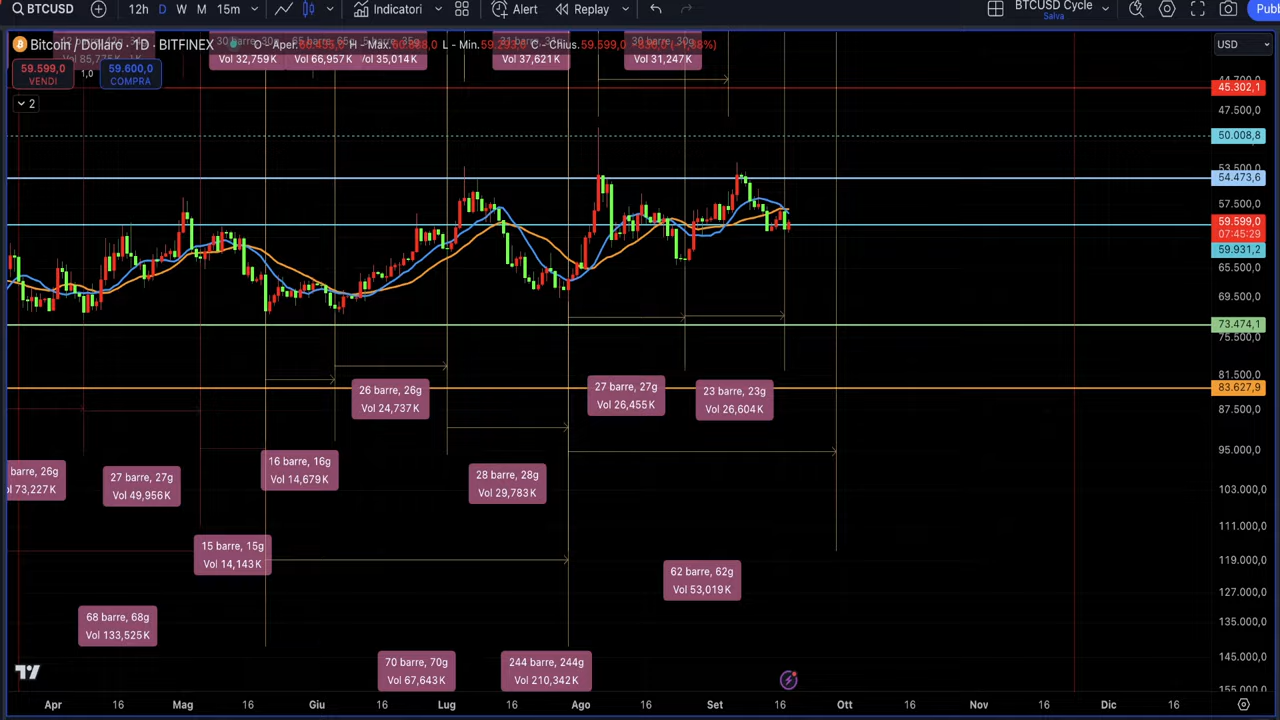 BTCUSD
12h D W M 15m
Indicatori
Alert
Replay
BTCUSD Cycle
Salva
Pubb
Bitcoin / Dollaro · 1D · BITFINEX
O - Aper.
H - Max.
L - Min.
C - Chius.
59.599,0
VENDI
1,0
59.600,0
COMPRA
2
USD
Vol 32,759K
Vol 66,957K
Vol 35,014K
Vol 37,621K
Vol 31,247K
45.302,1
47.500,0
50.008,8
53.500,0
54.473,6
57.500,0
59.599,0
07:45:29
59.931,2
65.500,0
69.500,0
73.474,1
75.500,0
81.500,0
83.627,9
87.500,0
95.000,0
103.000,0
111.000,0
119.000,0
127.000,0
135.000,0
145.000,0
155.000,0
26 barre, 26g
Vol 24,737K
27 barre, 27g
Vol 26,455K
23 barre, 23g
Vol 26,604K
barre, 26g
73,227K
27 barre, 27g
Vol 49,956K
16 barre, 16g
Vol 14,679K
28 barre, 28g
Vol 29,783K
15 barre, 15g
Vol 14,143K
62 barre, 62g
Vol 53,019K
68 barre, 68g
Vol 133,525K
70 barre, 70g
Vol 67,643K
244 barre, 244g
Vol 210,342K
Apr 16 Mag 16 Giu 16 Lug 16 Ago 16 Set 16 Ott 16 Nov 16 Dic 16